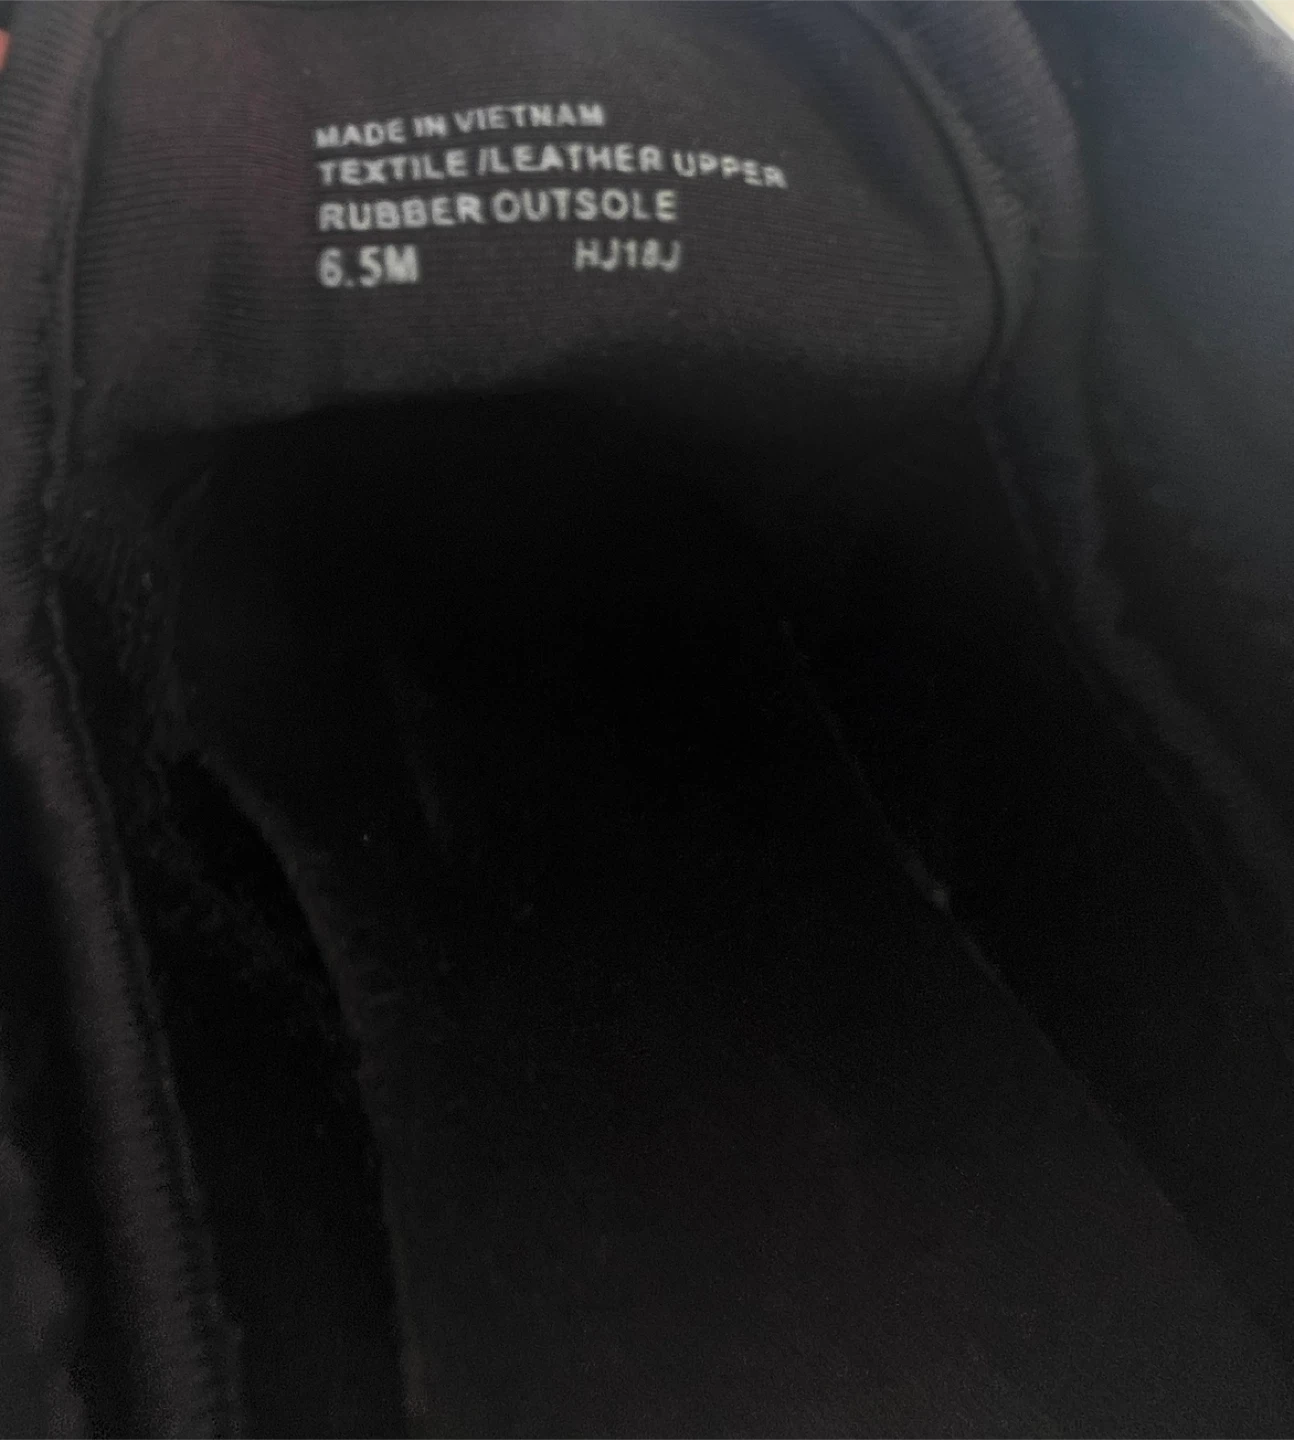 MADE IN VIETNAM
TEXTILE /LEATHER UPPER
RUBBER OUTSOLE
6.5M HJ18J